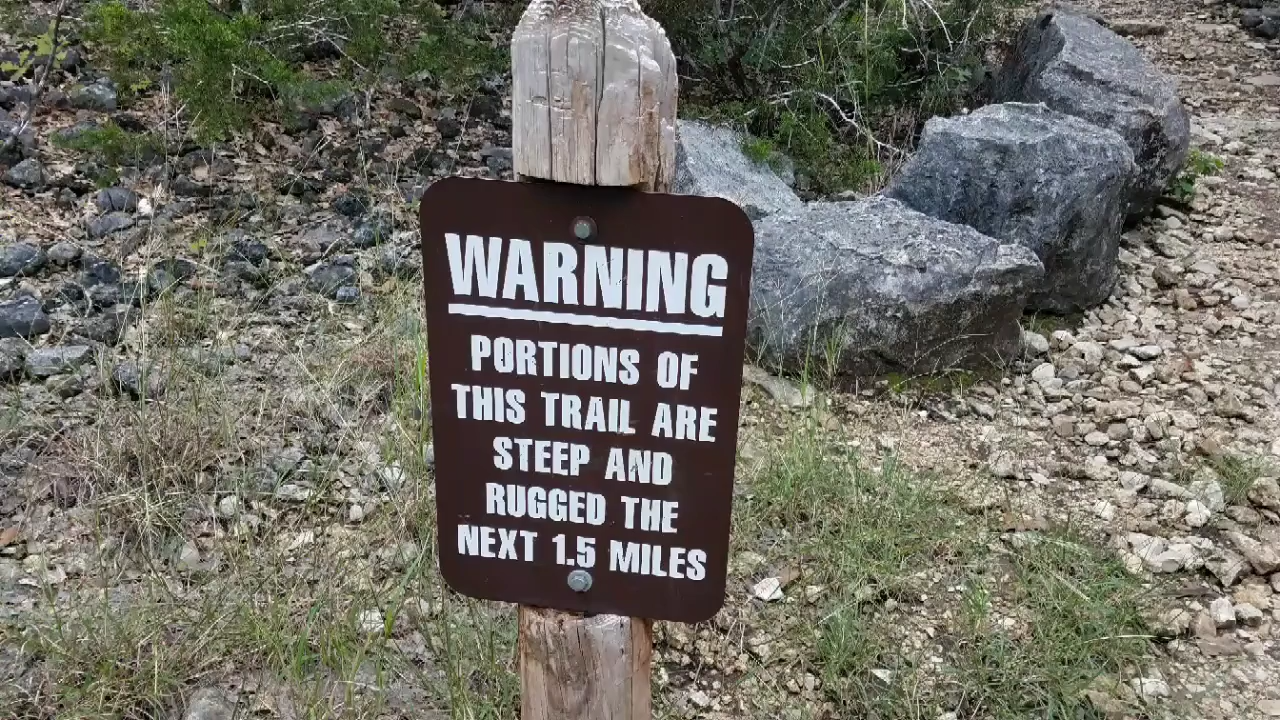 WARNING
PORTIONS OF
THIS TRAIL ARE
STEEP AND
RUGGED THE
NEXT 1.5 MILES